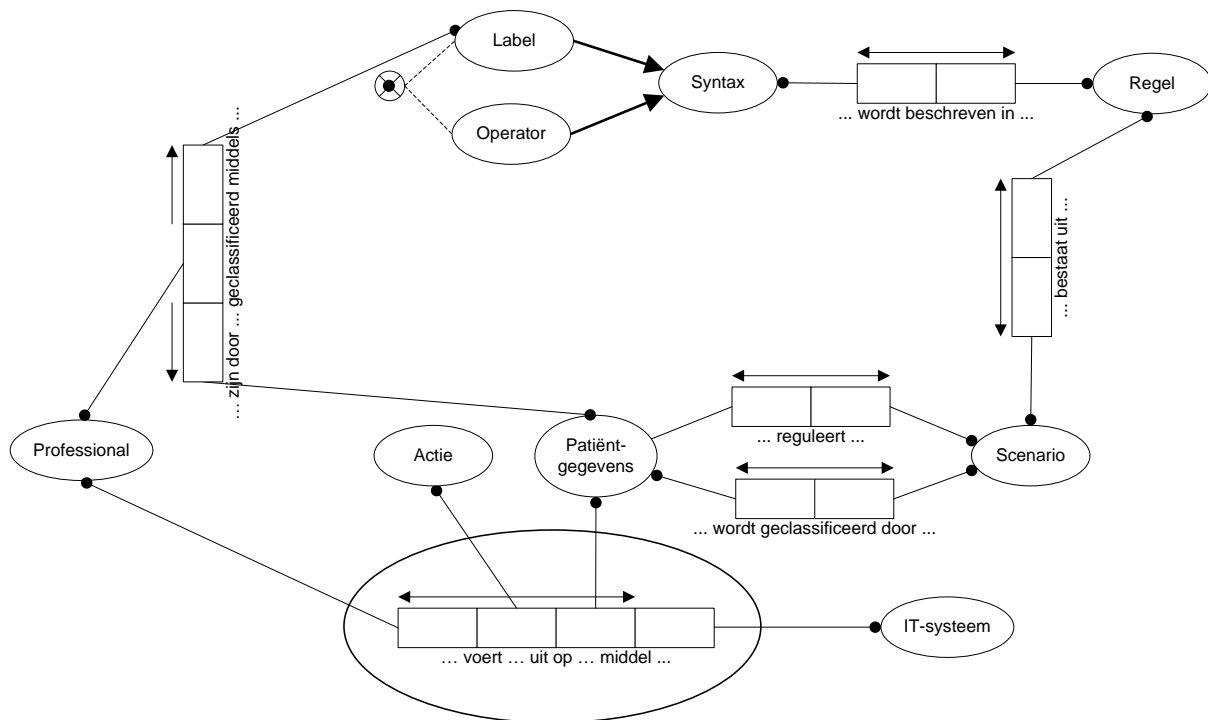 Label
Syntax
Regel
Operator
... wordt beschreven in ...
... zijn door ... geclassificeerd middels ...
... bestaat uit ...
Professional
Actie
Patiënt-
gegevens
... reguleert ...
Scenario
... wordt geclassificeerd door ...
IT-systeem
... voert ... uit op ... middel ...